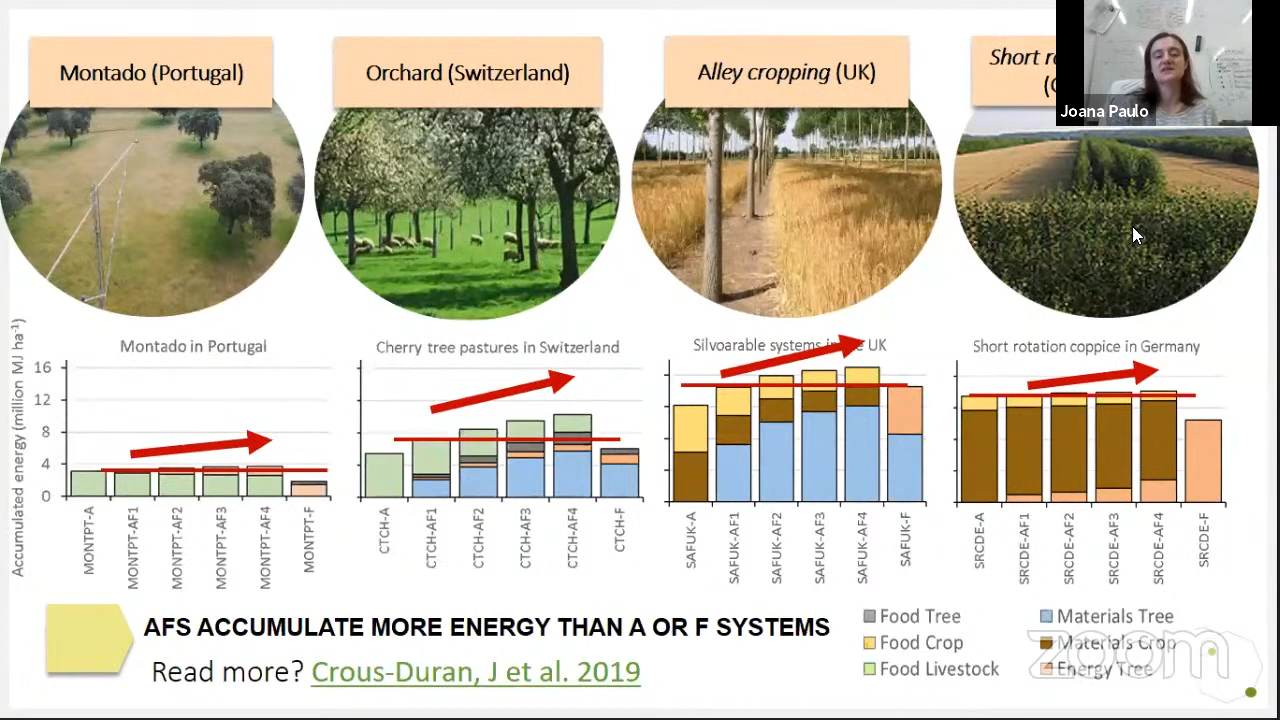 Montado (Portugal)
Orchard (Switzerland)
Alley cropping (UK)
Short
Joana Paulo
Accumulated energy (million MJ ha⁻¹)
Montado in Portugal
16
12
8
4
0
MONTPT-A
MONTPT-AF1
MONTPT-AF2
MONTPT-AF3
MONTPT-AF4
MONTPT-F
Cherry tree pastures in Switzerland
CTCH-A
CTCH-AF1
CTCH-AF2
CTCH-AF3
CTCH-AF4
CTCH-F
Silvoarable systems in UK
SAFUK-A
SAFUK-AF1
SAFUK-AF2
SAFUK-AF3
SAFUK-AF4
SAFUK-F
Short rotation coppice in Germany
SRCDE-A
SRCDE-AF1
SRCDE-AF2
SRCDE-AF3
SRCDE-AF4
SRCDE-F
AFS ACCUMULATE MORE ENERGY THAN A OR F SYSTEMS
Read more? Crous-Duran, J et al. 2019
Food Tree
Materials Tree
Food Crop
Materials Crop
Food Livestock
Energy Tree
zoom